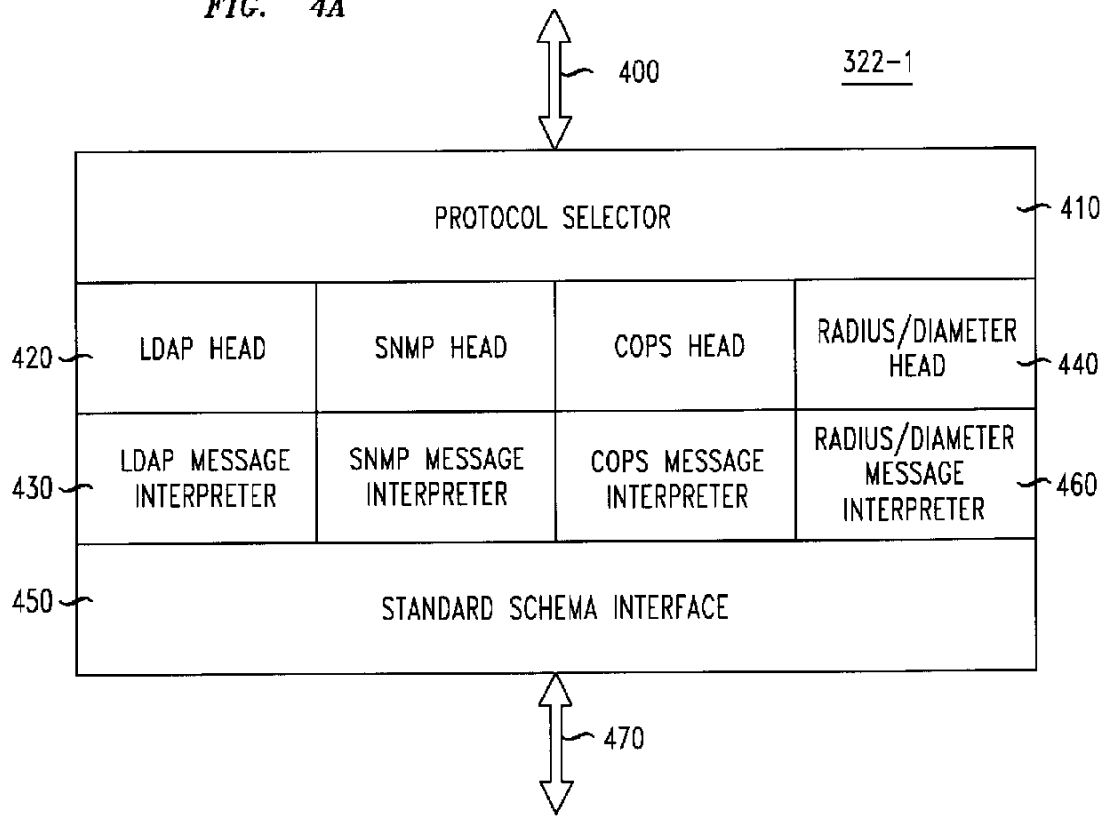 FIG. 4A
400
322-1
PROTOCOL SELECTOR
410
420
LDAP HEAD
SNMP HEAD
COPS HEAD
RADIUS/DIAMETER
HEAD
440
430
LDAP MESSAGE
INTERPRETER
SNMP MESSAGE
INTERPRETER
COPS MESSAGE
INTERPRETER
RADIUS/DIAMETER
MESSAGE
INTERPRETER
460
450
STANDARD SCHEMA INTERFACE
470